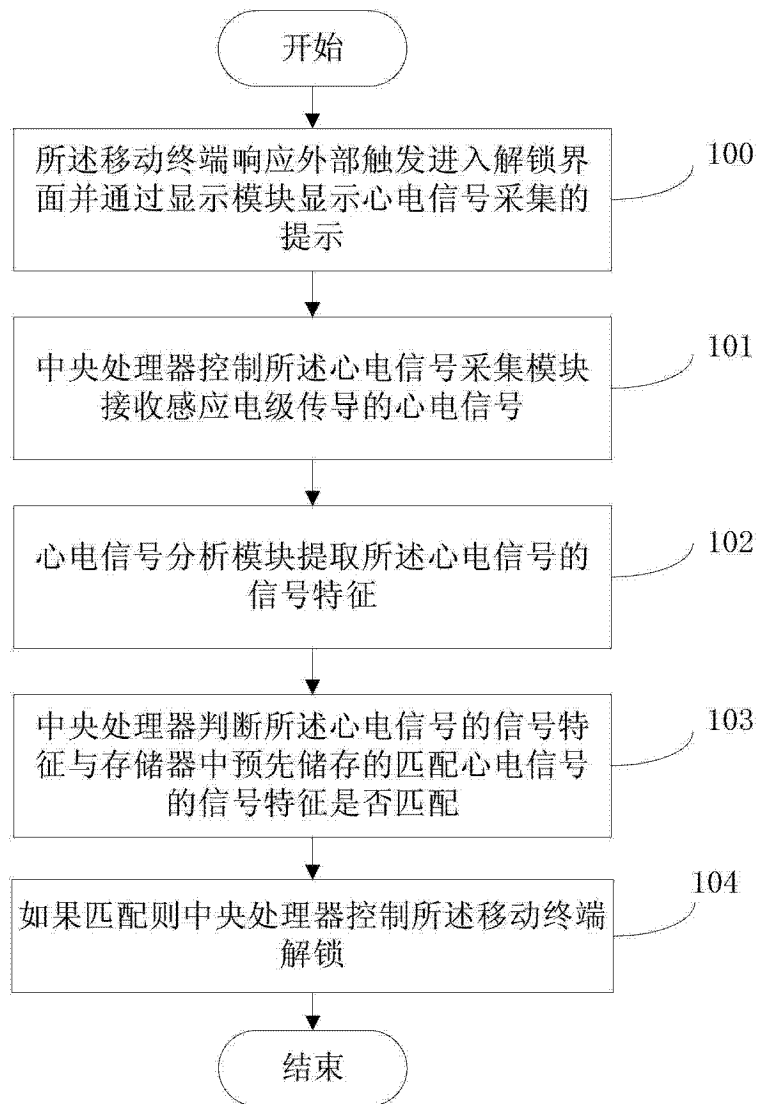 开始
所述移动终端响应外部触发进入解锁界
面并通过显示模块显示心电信号采集的
提示
100
中央处理器控制所述心电信号采集模块
接收感应电级传导的心电信号
101
心电信号分析模块提取所述心电信号的
信号特征
102
中央处理器判断所述心电信号的信号特
征与存储器中预先储存的匹配心电信号
的信号特征是否匹配
103
如果匹配则中央处理器控制所述移动终端
解锁
104
结束